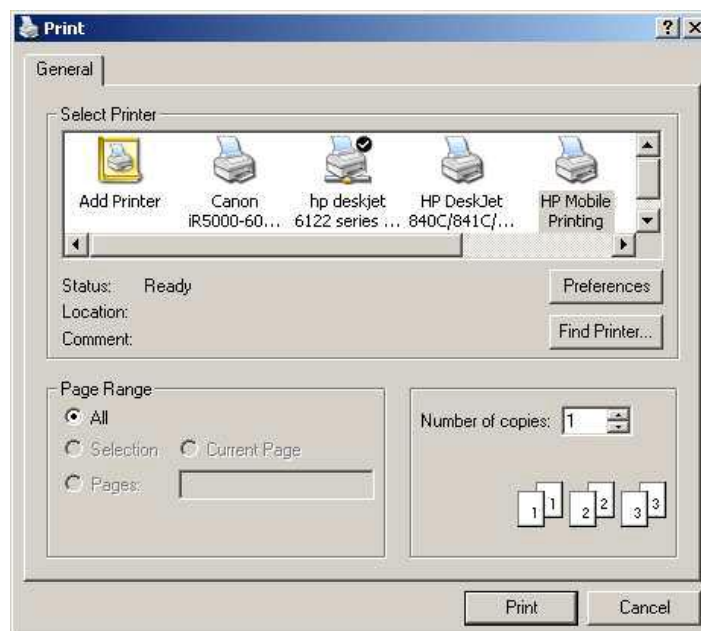 Print
General
Select Printer
Add Printer
Canon
iR5000-60...
hp deskjet
6122 series ...
HP DeskJet
840C/841C/...
HP Mobile
Printing
Status: Ready
Location:
Comment:
Preferences
Find Printer...
Page Range
All
Selection Current Page
Pages:
Number of copies: 1
1 1 2 2 3 3
Print Cancel